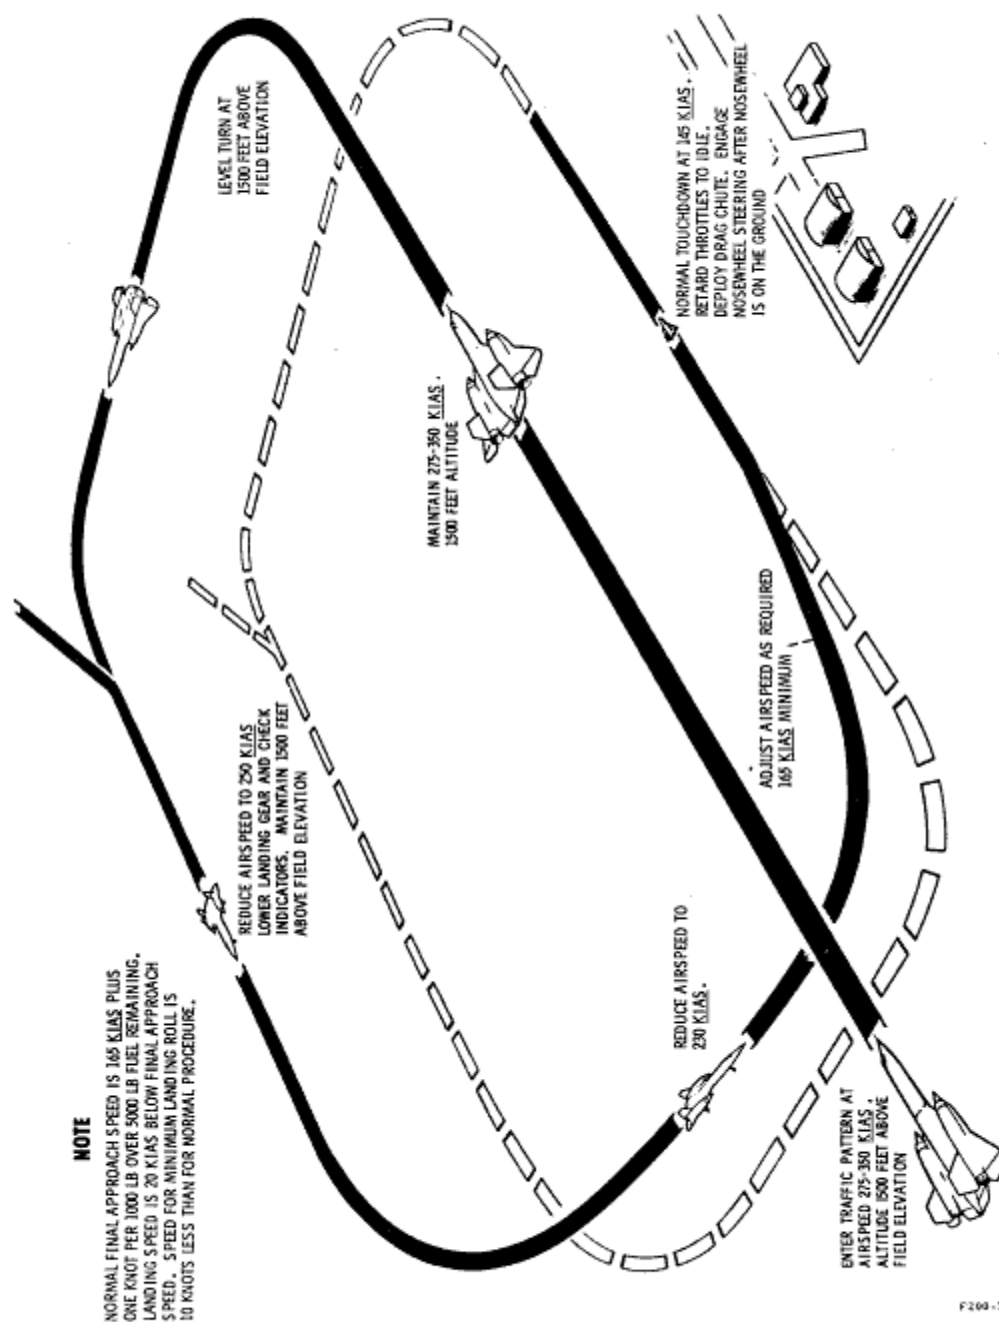 NOTE
NORMAL FINAL APPROACH SPEED IS 165 KIAS PLUS
ONE KNOT PER 1000 LB OVER 5000 LB FUEL REMAINING.
LANDING SPEED IS 20 KIAS BELOW FINAL APPROACH
SPEED. SPEED FOR MINIMUM LANDING ROLL IS
10 KNOTS LESS THAN FOR NORMAL PROCEDURE.
LEVEL TURN AT
1500 FEET ABOVE
FIELD ELEVATION
REDUCE AIRSPEED TO 250 KIAS
LOWER LANDING GEAR AND CHECK
INDICATORS. MAINTAIN 1500 FEET
ABOVE FIELD ELEVATION
MAINTAIN 275-350 KIAS.
1500 FEET ALTITUDE
NORMAL TOUCHDOWN AT 145 KIAS.
RETARD THROTTLES TO IDLE.
DEPLOY DRAG CHUTE. ENGAGE
NOSEWHEEL STEERING AFTER NOSEWHEEL
IS ON THE GROUND
REDUCE AIRSPEED TO
230 KIAS.
ADJUST AIRSPEED AS REQUIRED
165 KIAS MINIMUM
ENTER TRAFFIC PATTERN AT
AIRSPEED 275-350 KIAS.
ALTITUDE 1500 FEET ABOVE
FIELD ELEVATION